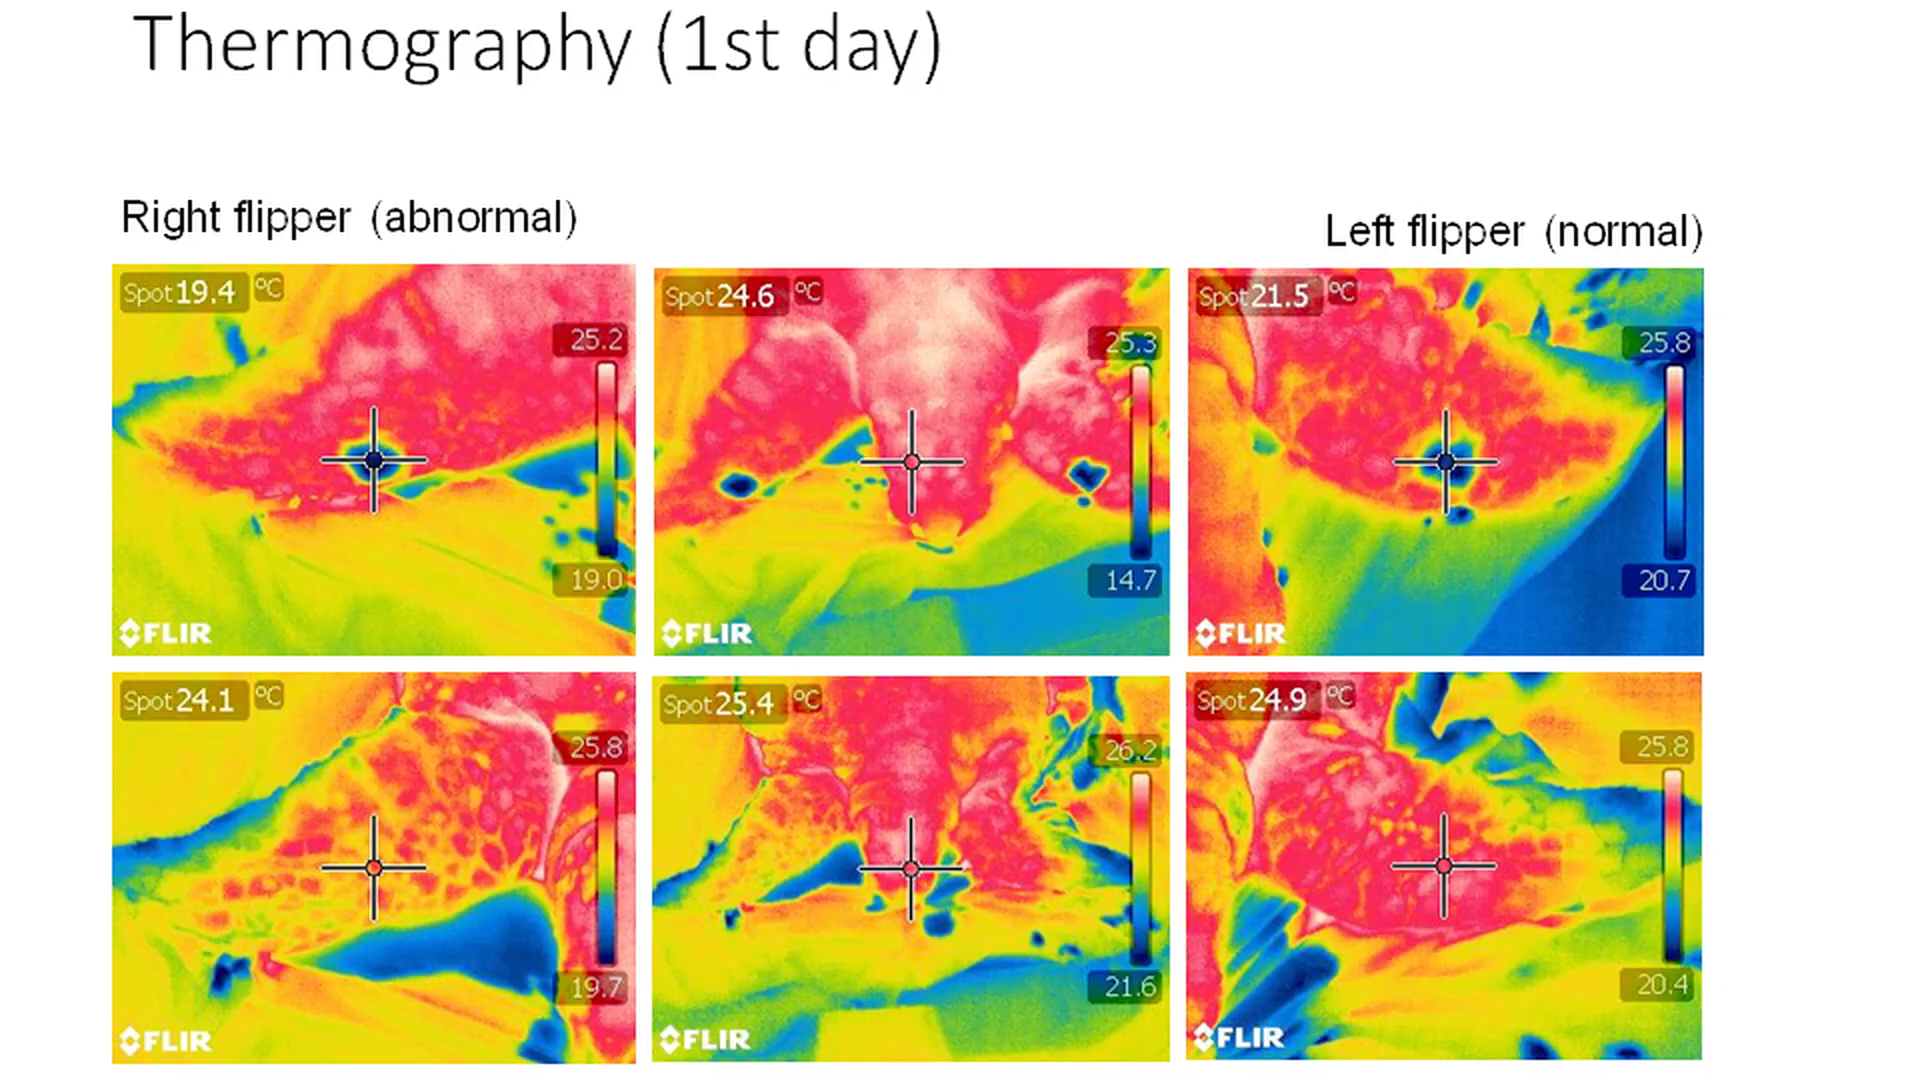 Thermography (1st day)
Right flipper (abnormal)
Left flipper (normal)
Spot 19.4 °C
25.2
19.0
FLIR
Spot 24.6 °C
25.3
14.7
FLIR
Spot 21.5 °C
25.8
20.7
FLIR
Spot 24.1 °C
25.8
19.7
FLIR
Spot 25.4 °C
26.2
21.6
FLIR
Spot 24.9 °C
25.8
20.4
FLIR